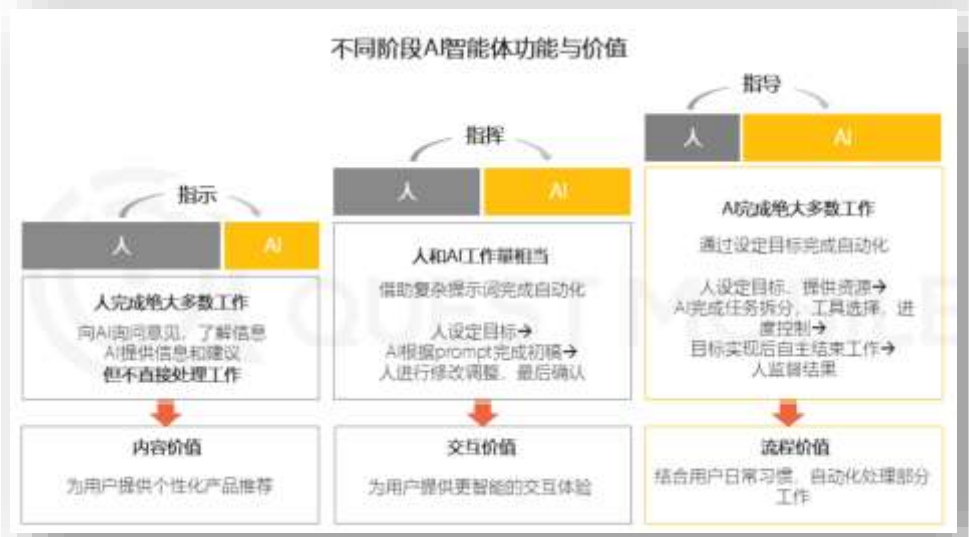 不同阶段AI智能体功能与价值
指示
人
AI
人完成绝大多数工作
向AI询问意见，了解信息
AI提供信息和建议
但不直接处理工作
内容价值
为用户提供个性化产品推荐
指挥
人
AI
人和AI工作量相当
借助复杂提示词完成自动化
人设定目标→
AI根据prompt完成初稿→
人进行修改调整，最后确认
交互价值
为用户提供更智能的交互体验
指导
人
AI
AI完成绝大多数工作
通过设定目标完成自动化
人设定目标、提供资源→
AI完成任务拆分，工具选择，进
度控制→
目标实现后自主结束工作→
人监督结果
流程价值
结合用户日常习惯，自动化处理部分
工作
QUEST MOBILE